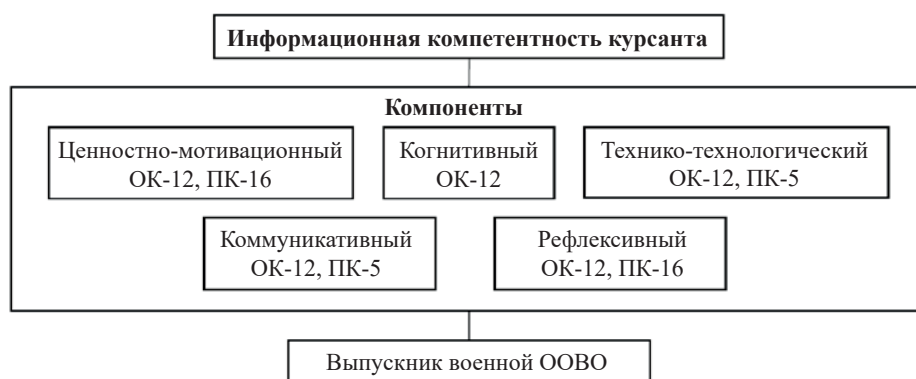 Информационная компетентность курсанта
Компоненты
Ценностно-мотивационный
ОК-12, ПК-16
Когнитивный
ОК-12
Технико-технологический
ОК-12, ПК-5
Коммуникативный
ОК-12, ПК-5
Рефлексивный
ОК-12, ПК-16
Выпускник военной ООВО